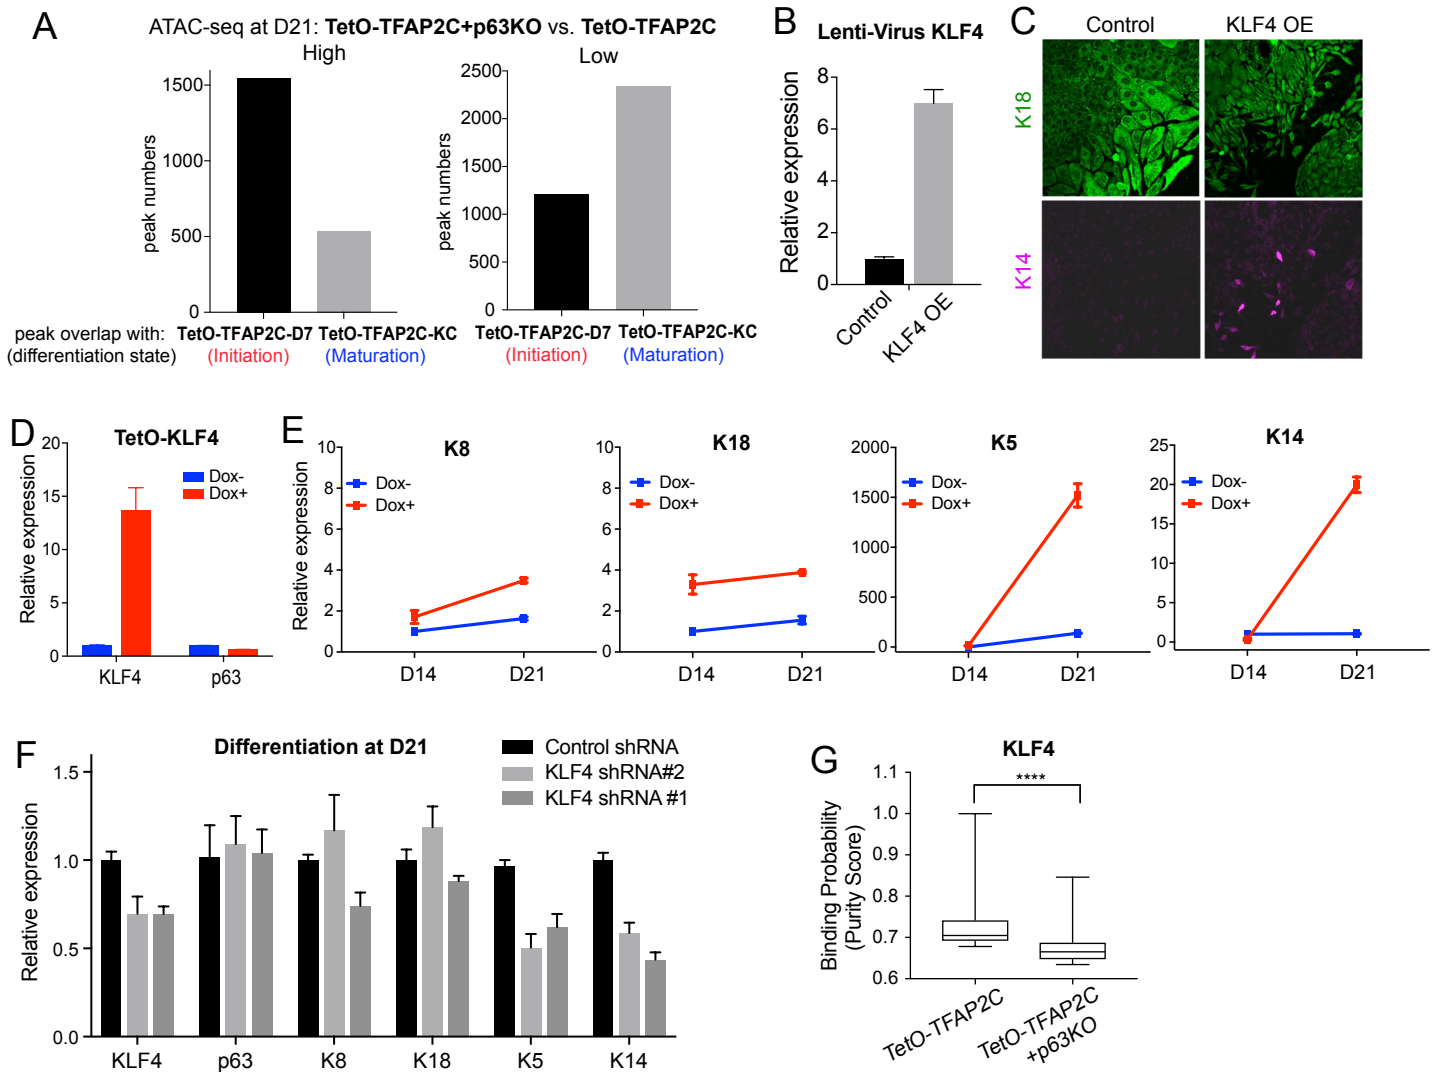 A
ATAC-seq at D21: TetO-TFAP2C+p63KO vs. TetO-TFAP2C
High
Low
peak numbers
1500
1000
500
0
peak numbers
2500
2000
1500
1000
500
0
peak overlap with:
(differentiation state)
TetO-TFAP2C-D7
(Initiation)
TetO-TFAP2C-KC
(Maturation)
TetO-TFAP2C-D7
(Initiation)
TetO-TFAP2C-KC
(Maturation)
B
Lenti-Virus KLF4
Relative expression
8
6
4
2
0
Control
KLF4 OE
C
Control
KLF4 OE
K18
K14
D
TetO-KLF4
Relative expression
20
15
10
5
0
Dox-
Dox+
KLF4
p63
E
Relative expression
K8
10
8
6
4
2
0
Dox-
Dox+
D14
D21
K18
10
8
6
4
2
0
Dox-
Dox+
D14
D21
K5
2000
1500
1000
500
0
Dox-
Dox+
D14
D21
K14
25
20
15
10
5
0
Dox-
Dox+
D14
D21
F
Differentiation at D21
Control shRNA
KLF4 shRNA#2
KLF4 shRNA #1
Relative expression
1.5
1.0
0.5
0.0
KLF4
p63
K8
K18
K5
K14
G
KLF4
****
Binding Probability
(Purity Score)
1.1
1.0
0.9
0.8
0.7
0.6
TetO-TFAP2C
TetO-TFAP2C
+p63KO